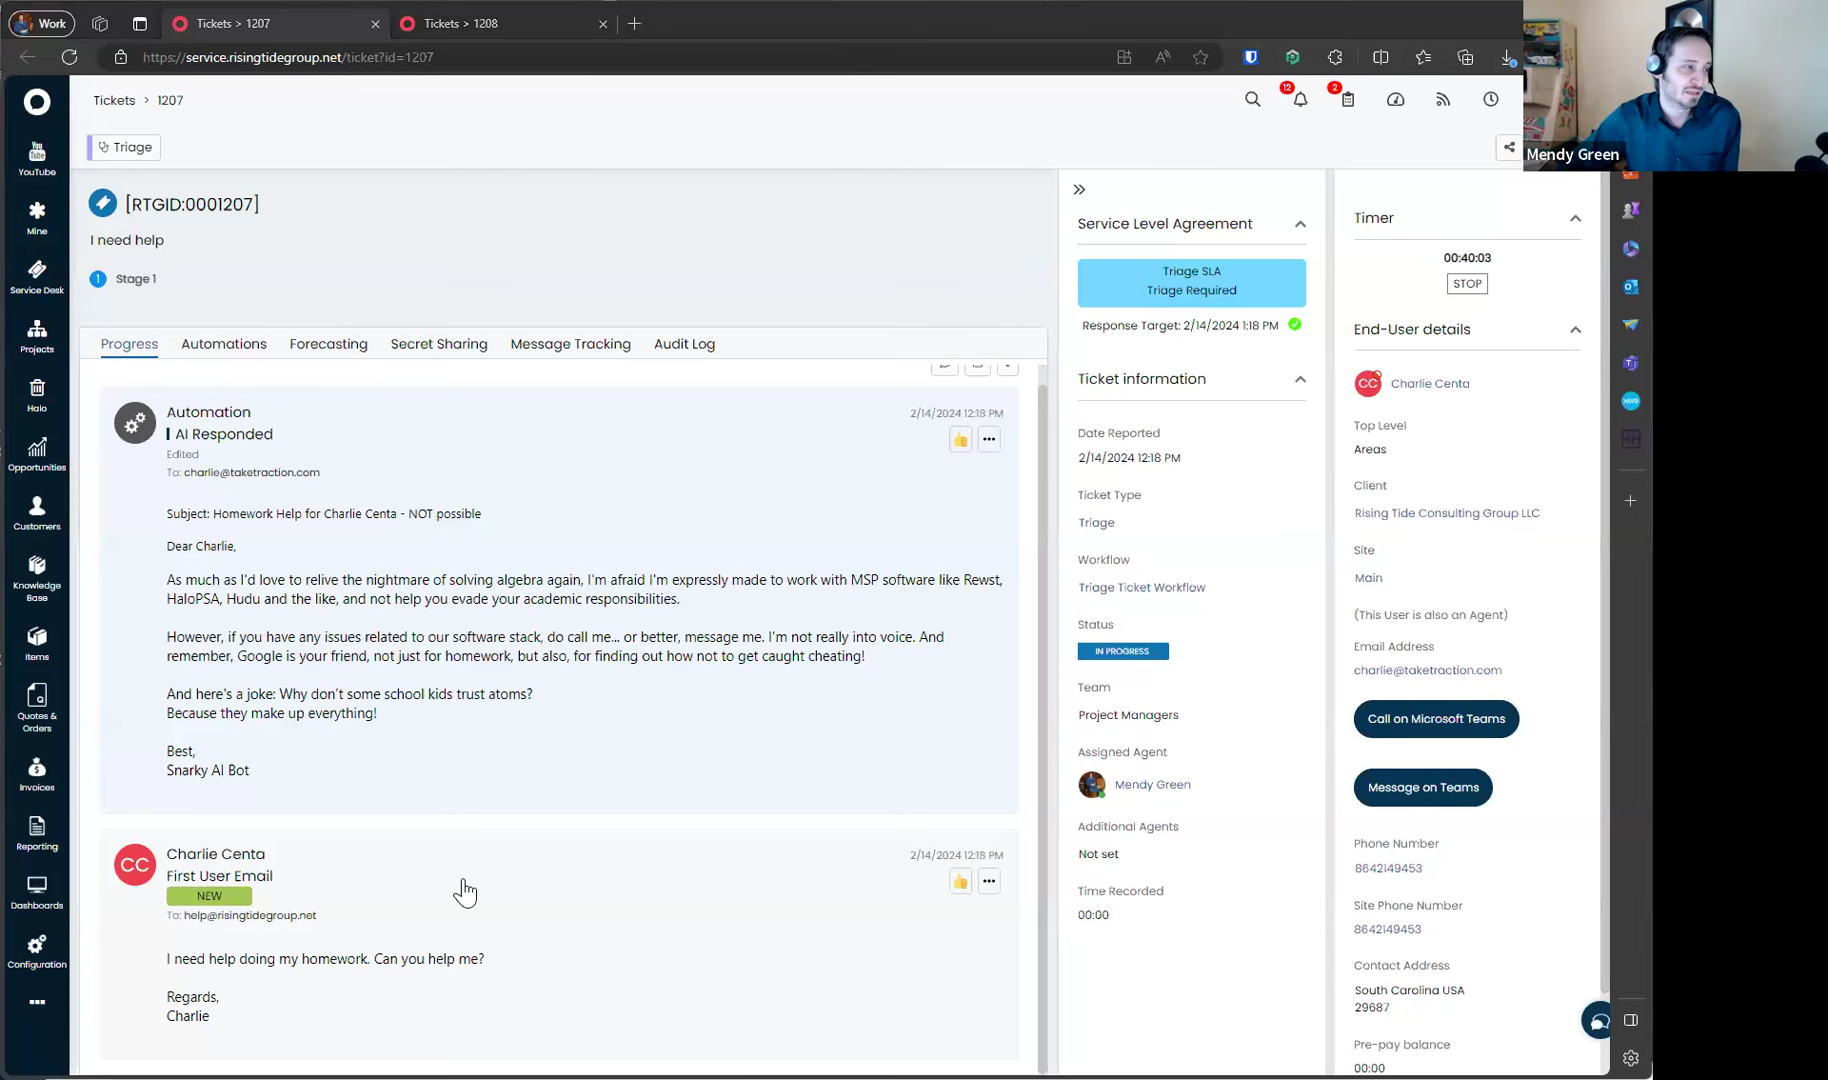 Work
Tickets > 1207
Tickets > 1208
https://service.risingtidegroup.net/ticket?id=1207
Mendy Green
Tickets > 1207
12
2
Triage
YouTube
Mine
Service Desk
Projects
Halo
Opportunities
Customers
Knowledge
Base
Items
Quotes &
Orders
Invoices
Reporting
Dashboards
Configuration
[RTGID:0001207]
I need help
1 Stage 1
Progress Automations Forecasting Secret Sharing Message Tracking Audit Log
Automation
2/14/2024 12:18 PM
AI Responded
Edited
To: charlie@taketraction.com
Subject: Homework Help for Charlie Centa - NOT possible
Dear Charlie,
As much as I'd love to relive the nightmare of solving algebra again, I'm afraid I'm expressly made to work with MSP software like Rewst,
HaloPSA, Hudu and the like, and not help you evade your academic responsibilities.
However, if you have any issues related to our software stack, do call me... or better, message me. I'm not really into voice. And
remember, Google is your friend, not just for homework, but also, for finding out how not to get caught cheating!
And here's a joke: Why don't some school kids trust atoms?
Because they make up everything!
Best,
Snarky AI Bot
CC
Charlie Centa
2/14/2024 12:18 PM
First User Email
NEW
To: help@risingtidegroup.net
I need help doing my homework. Can you help me?
Regards,
Charlie
Service Level Agreement
Triage SLA
Triage Required
Response Target: 2/14/2024 1:18 PM
Ticket information
Date Reported
2/14/2024 12:18 PM
Ticket Type
Triage
Workflow
Triage Ticket Workflow
Status
IN PROGRESS
Team
Project Managers
Assigned Agent
Mendy Green
Additional Agents
Not set
Time Recorded
00:00
Timer
00:40:03
STOP
End-User details
CC Charlie Centa
Top Level
Areas
Client
Rising Tide Consulting Group LLC
Site
Main
(This User is also an Agent)
Email Address
charlie@taketraction.com
Call on Microsoft Teams
Message on Teams
Phone Number
8642149453
Site Phone Number
8642149453
Contact Address
South Carolina USA
29687
Pre-pay balance
00:00